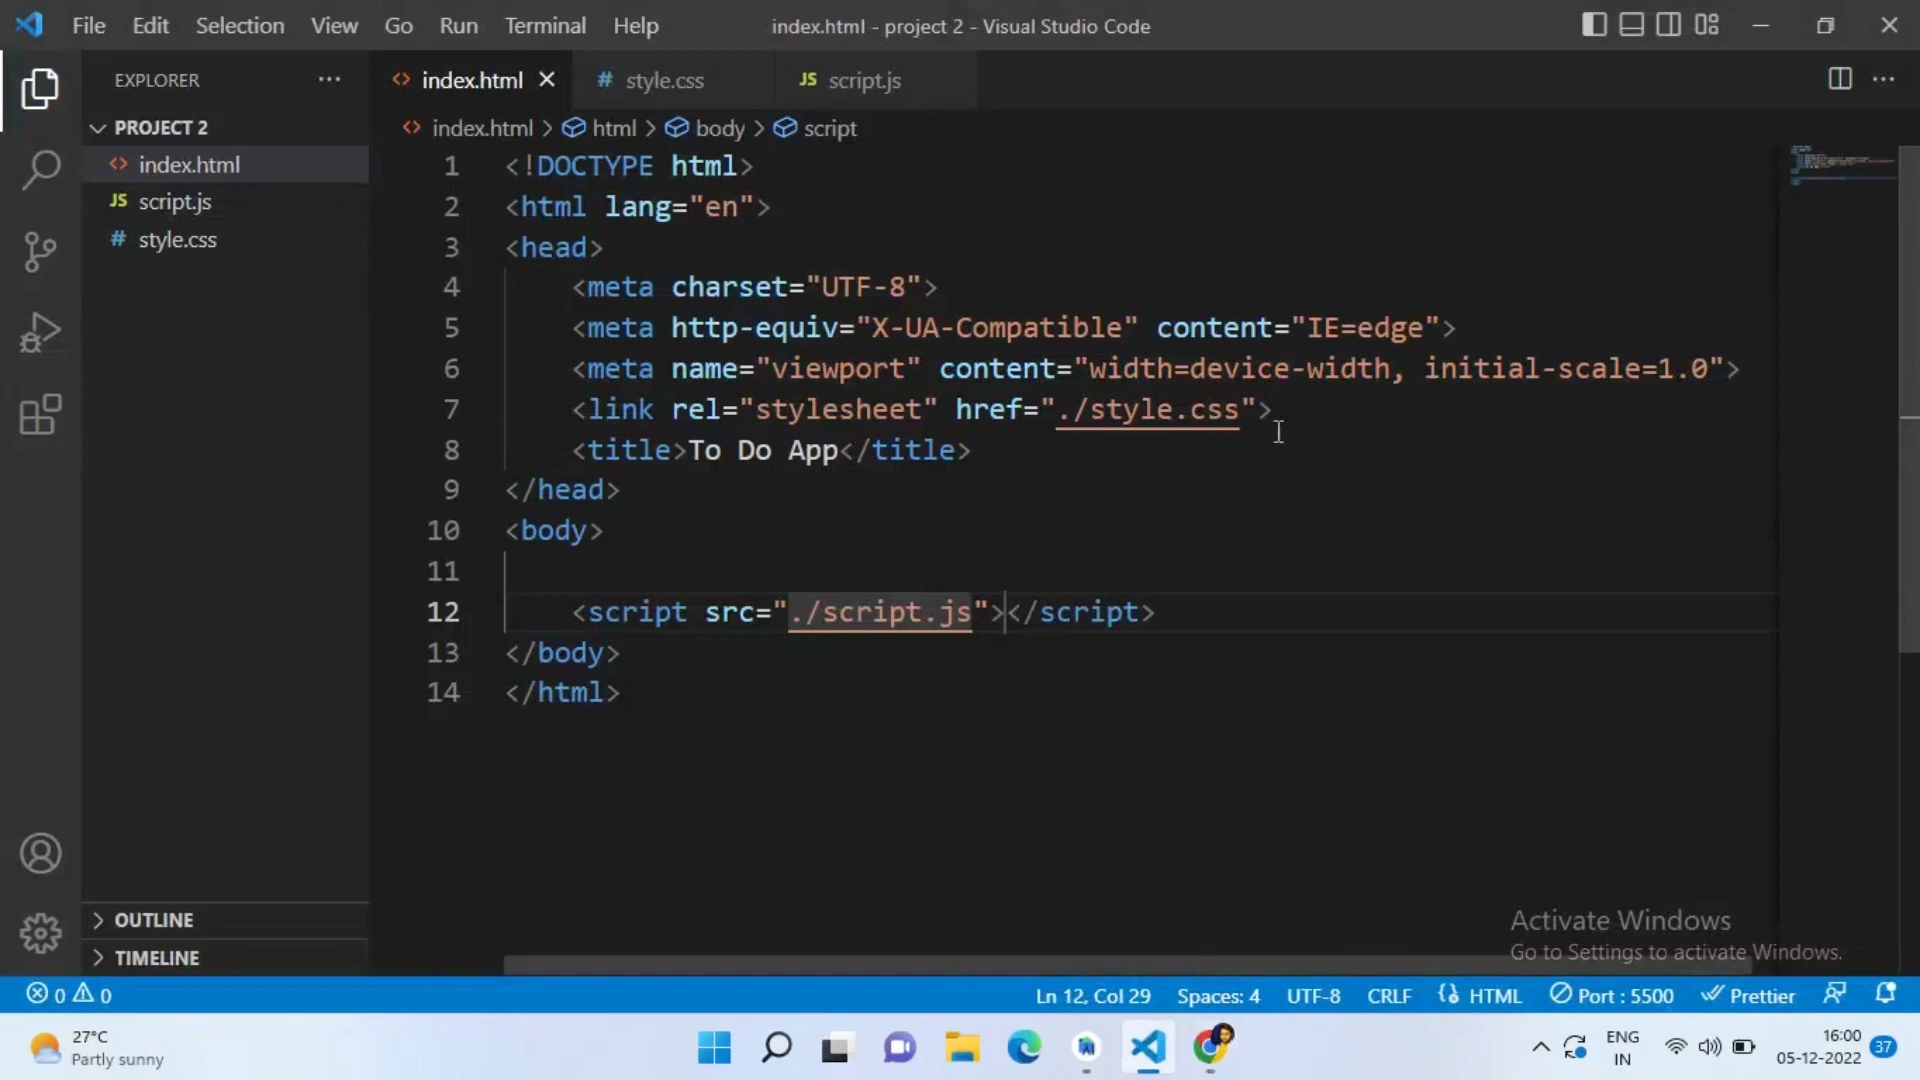 File Edit Selection View Go Run Terminal Help index.html - project 2 - Visual Studio Code
EXPLORER
PROJECT 2
<> index.html
JS script.js
# style.css
OUTLINE
TIMELINE
<> index.html # style.css JS script.js
<> index.html > html > body > script
1 <!DOCTYPE html>
2 <html lang="en">
3 <head>
4 <meta charset="UTF-8">
5 <meta http-equiv="X-UA-Compatible" content="IE=edge">
6 <meta name="viewport" content="width=device-width, initial-scale=1.0">
7 <link rel="stylesheet" href="./style.css">
8 <title>To Do App</title>
9 </head>
10 <body>
11
12 <script src="./script.js"></script>
13 </body>
14 </html>
Activate Windows
Go to Settings to activate Windows.
0 0 Ln 12, Col 29 Spaces: 4 UTF-8 CRLF HTML Port : 5500 Prettier
27°C
Partly sunny
ENG
IN
16:00
05-12-2022
37